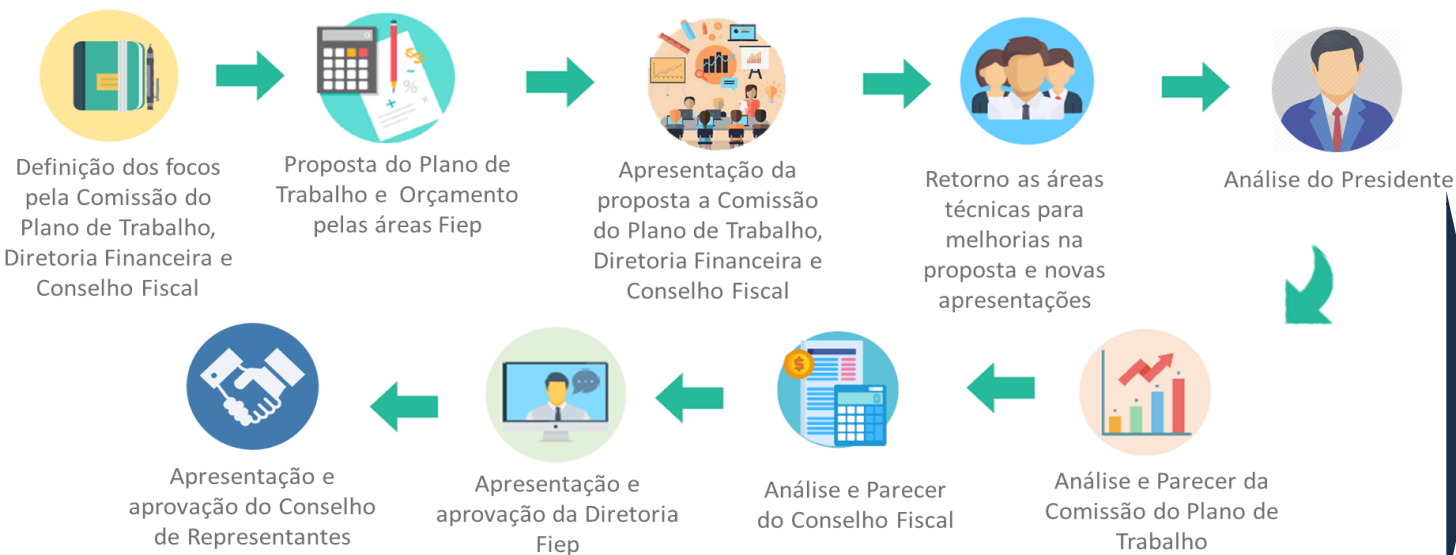 Definição dos focos
pela Comissão do
Plano de Trabalho,
Diretoria Financeira e
Conselho Fiscal
Proposta do Plano de
Trabalho e Orçamento
pelas áreas Fiep
Apresentação da
proposta a Comissão
do Plano de Trabalho,
Diretoria Financeira e
Conselho Fiscal
Retorno as áreas
técnicas para
melhorias na
proposta e novas
apresentações
Análise do Presidente
Análise e Parecer da
Comissão do Plano de
Trabalho
Análise e Parecer
do Conselho Fiscal
Apresentação e
aprovação da Diretoria
Fiep
Apresentação e
aprovação do Conselho
de Representantes